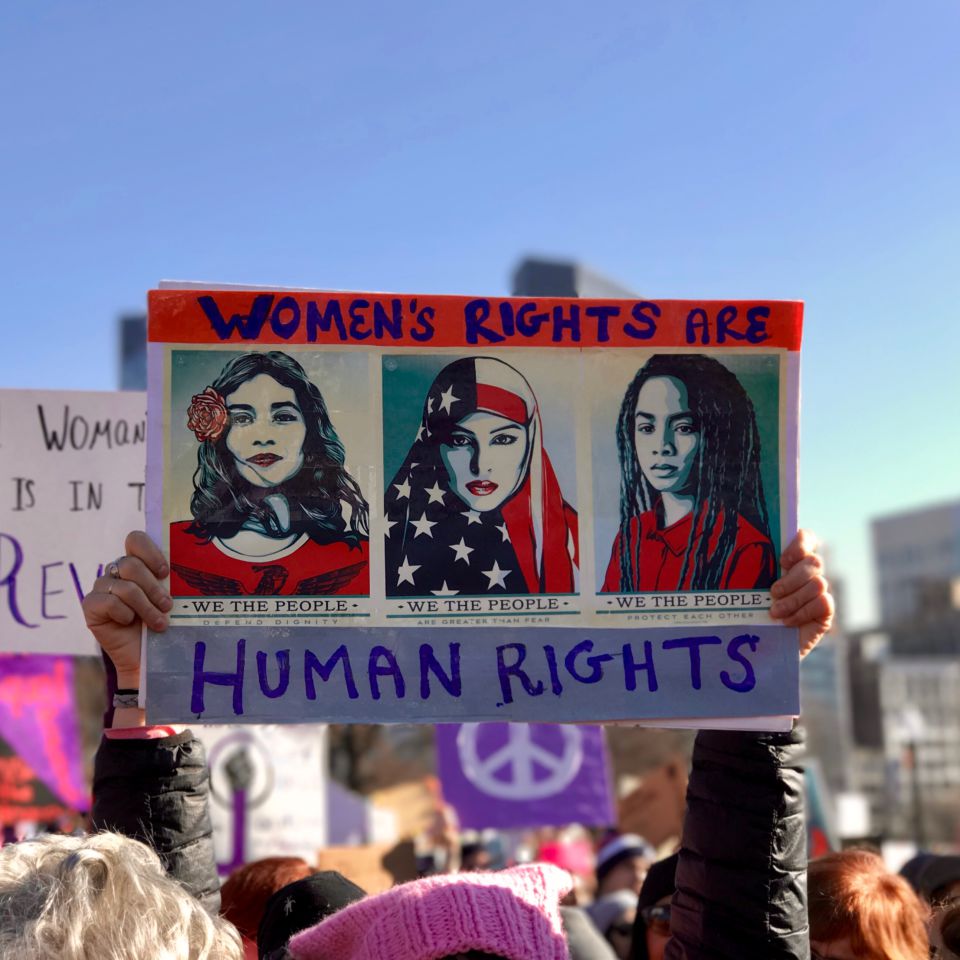 WOMEN'S RIGHTS ARE
WE THE PEOPLE
DEFEND DIGNITY
WE THE PEOPLE
ARE GREATER THAN FEAR
WE THE PEOPLE
PROTECT EACH OTHER
HUMAN RIGHTS
WOMAN
IS IN T
REV